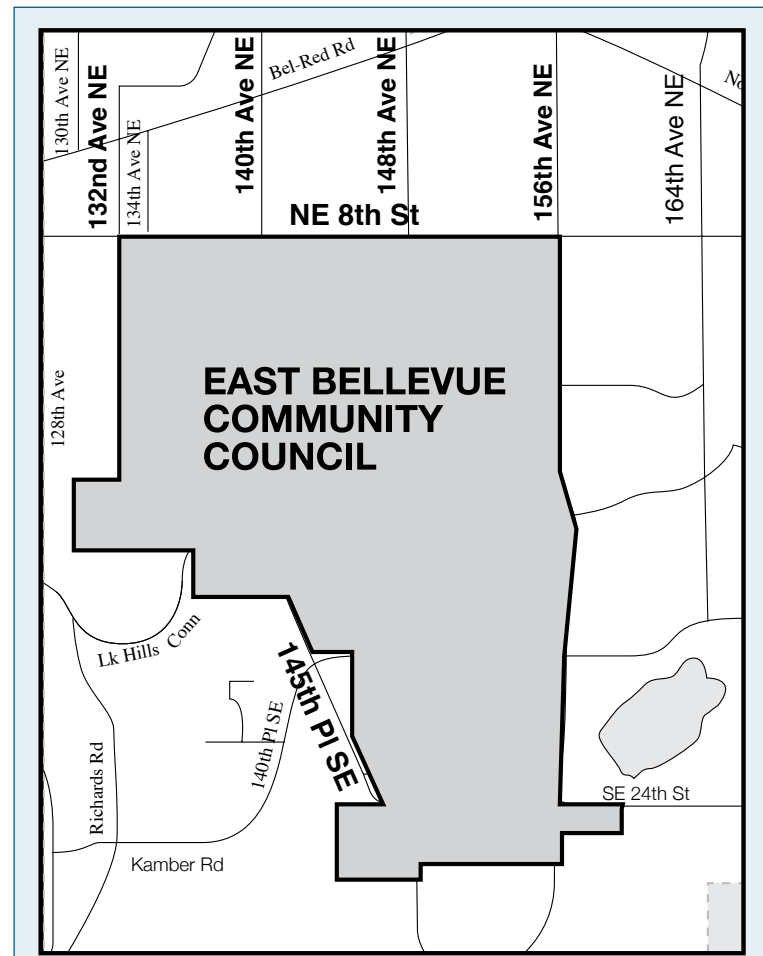 130th Ave NE
132nd Ave NE
134th Ave NE
140th Ave NE
Bel-Red Rd
148th Ave NE
156th Ave NE
164th Ave NE
NE 8th St
128th Ave
EAST BELLEVUE
COMMUNITY
COUNCIL
Lk Hills Conn
145th Pl SE
140th Pl SE
Richards Rd
SE 24th St
Kamber Rd